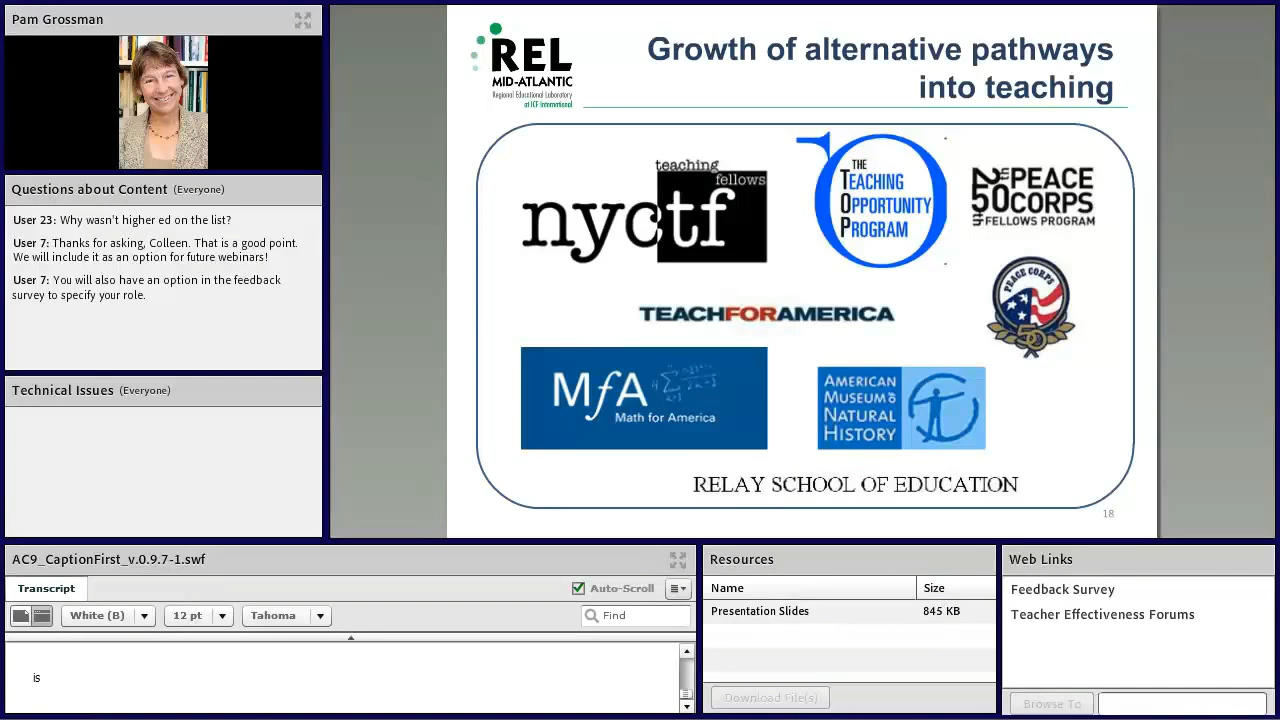 Pam Grossman
Questions about Content (Everyone)
User 23: Why wasn't higher ed on the list?
User 7: Thanks for asking, Colleen. That is a good point.
We will include it as an option for future webinars!
User 7: You will also have an option in the feedback
survey to specify your role.
Technical Issues (Everyone)
REL
MID-ATLANTIC
Regional Educational Laboratory
at ICF International
Growth of alternative pathways
into teaching
teaching
fellows
nyctf
THE
TEACHING
OPPORTUNITY
PROGRAM
50th PEACE
CORPS
FELLOWS PROGRAM
PEACE CORPS
50
TEACHFORAMERICA
MfA
Math for America
AMERICAN
MUSEUM OF
NATURAL
HISTORY
RELAY SCHOOL OF EDUCATION
18
AC9_CaptionFirst_v.0.9.7-1.swf
Transcript
Auto-Scroll
White (B)
12 pt
Tahoma
Find
is
Resources
Name Size
Presentation Slides 845 KB
Download File(s)
Web Links
Feedback Survey
Teacher Effectiveness Forums
Browse To